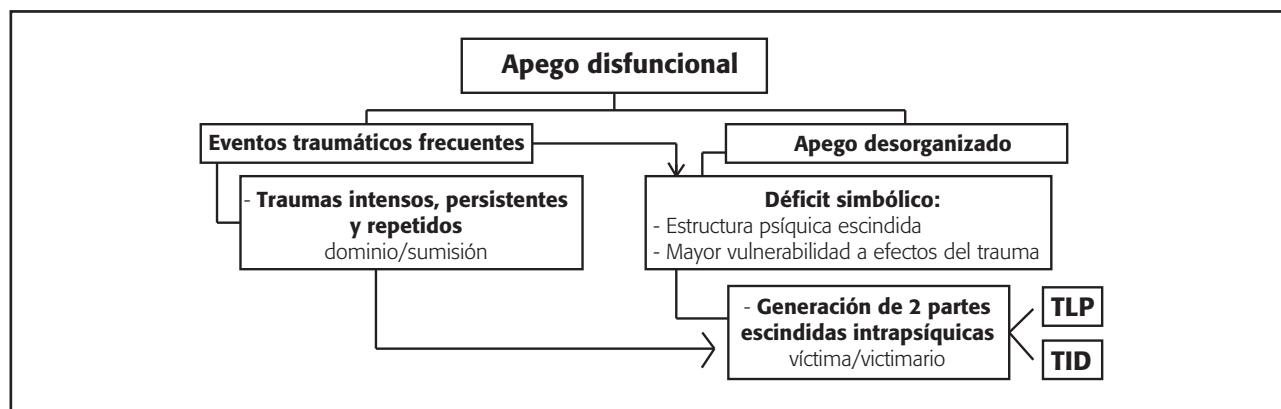 Apego disfuncional
Eventos traumáticos frecuentes
Apego desorganizado
- Traumas intensos, persistentes
y repetidos
dominio/sumisión
Déficit simbólico:
- Estructura psíquica escindida
- Mayor vulnerabilidad a efectos del trauma
- Generación de 2 partes
escindidas intrapsíquicas
víctima/victimario
TLP
TID